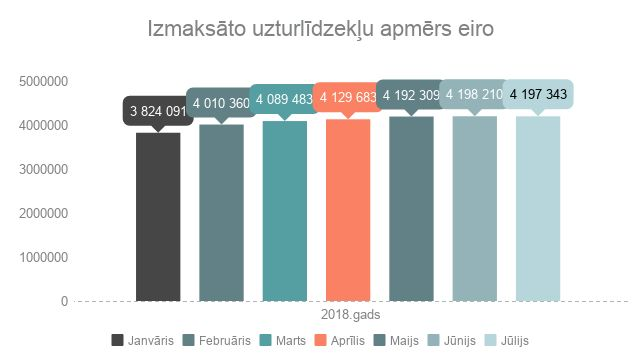 Izmaksāto uzturlīdzekļu apmērs eiro
5000000
4000000
3000000
2000000
1000000
0
3 824 091
4 010 360
4 089 483
4 129 683
4 192 309
4 198 210
4 197 343
2018.gads
Janvāris Februāris Marts Aprīlis Maijs Jūnijs Jūlijs